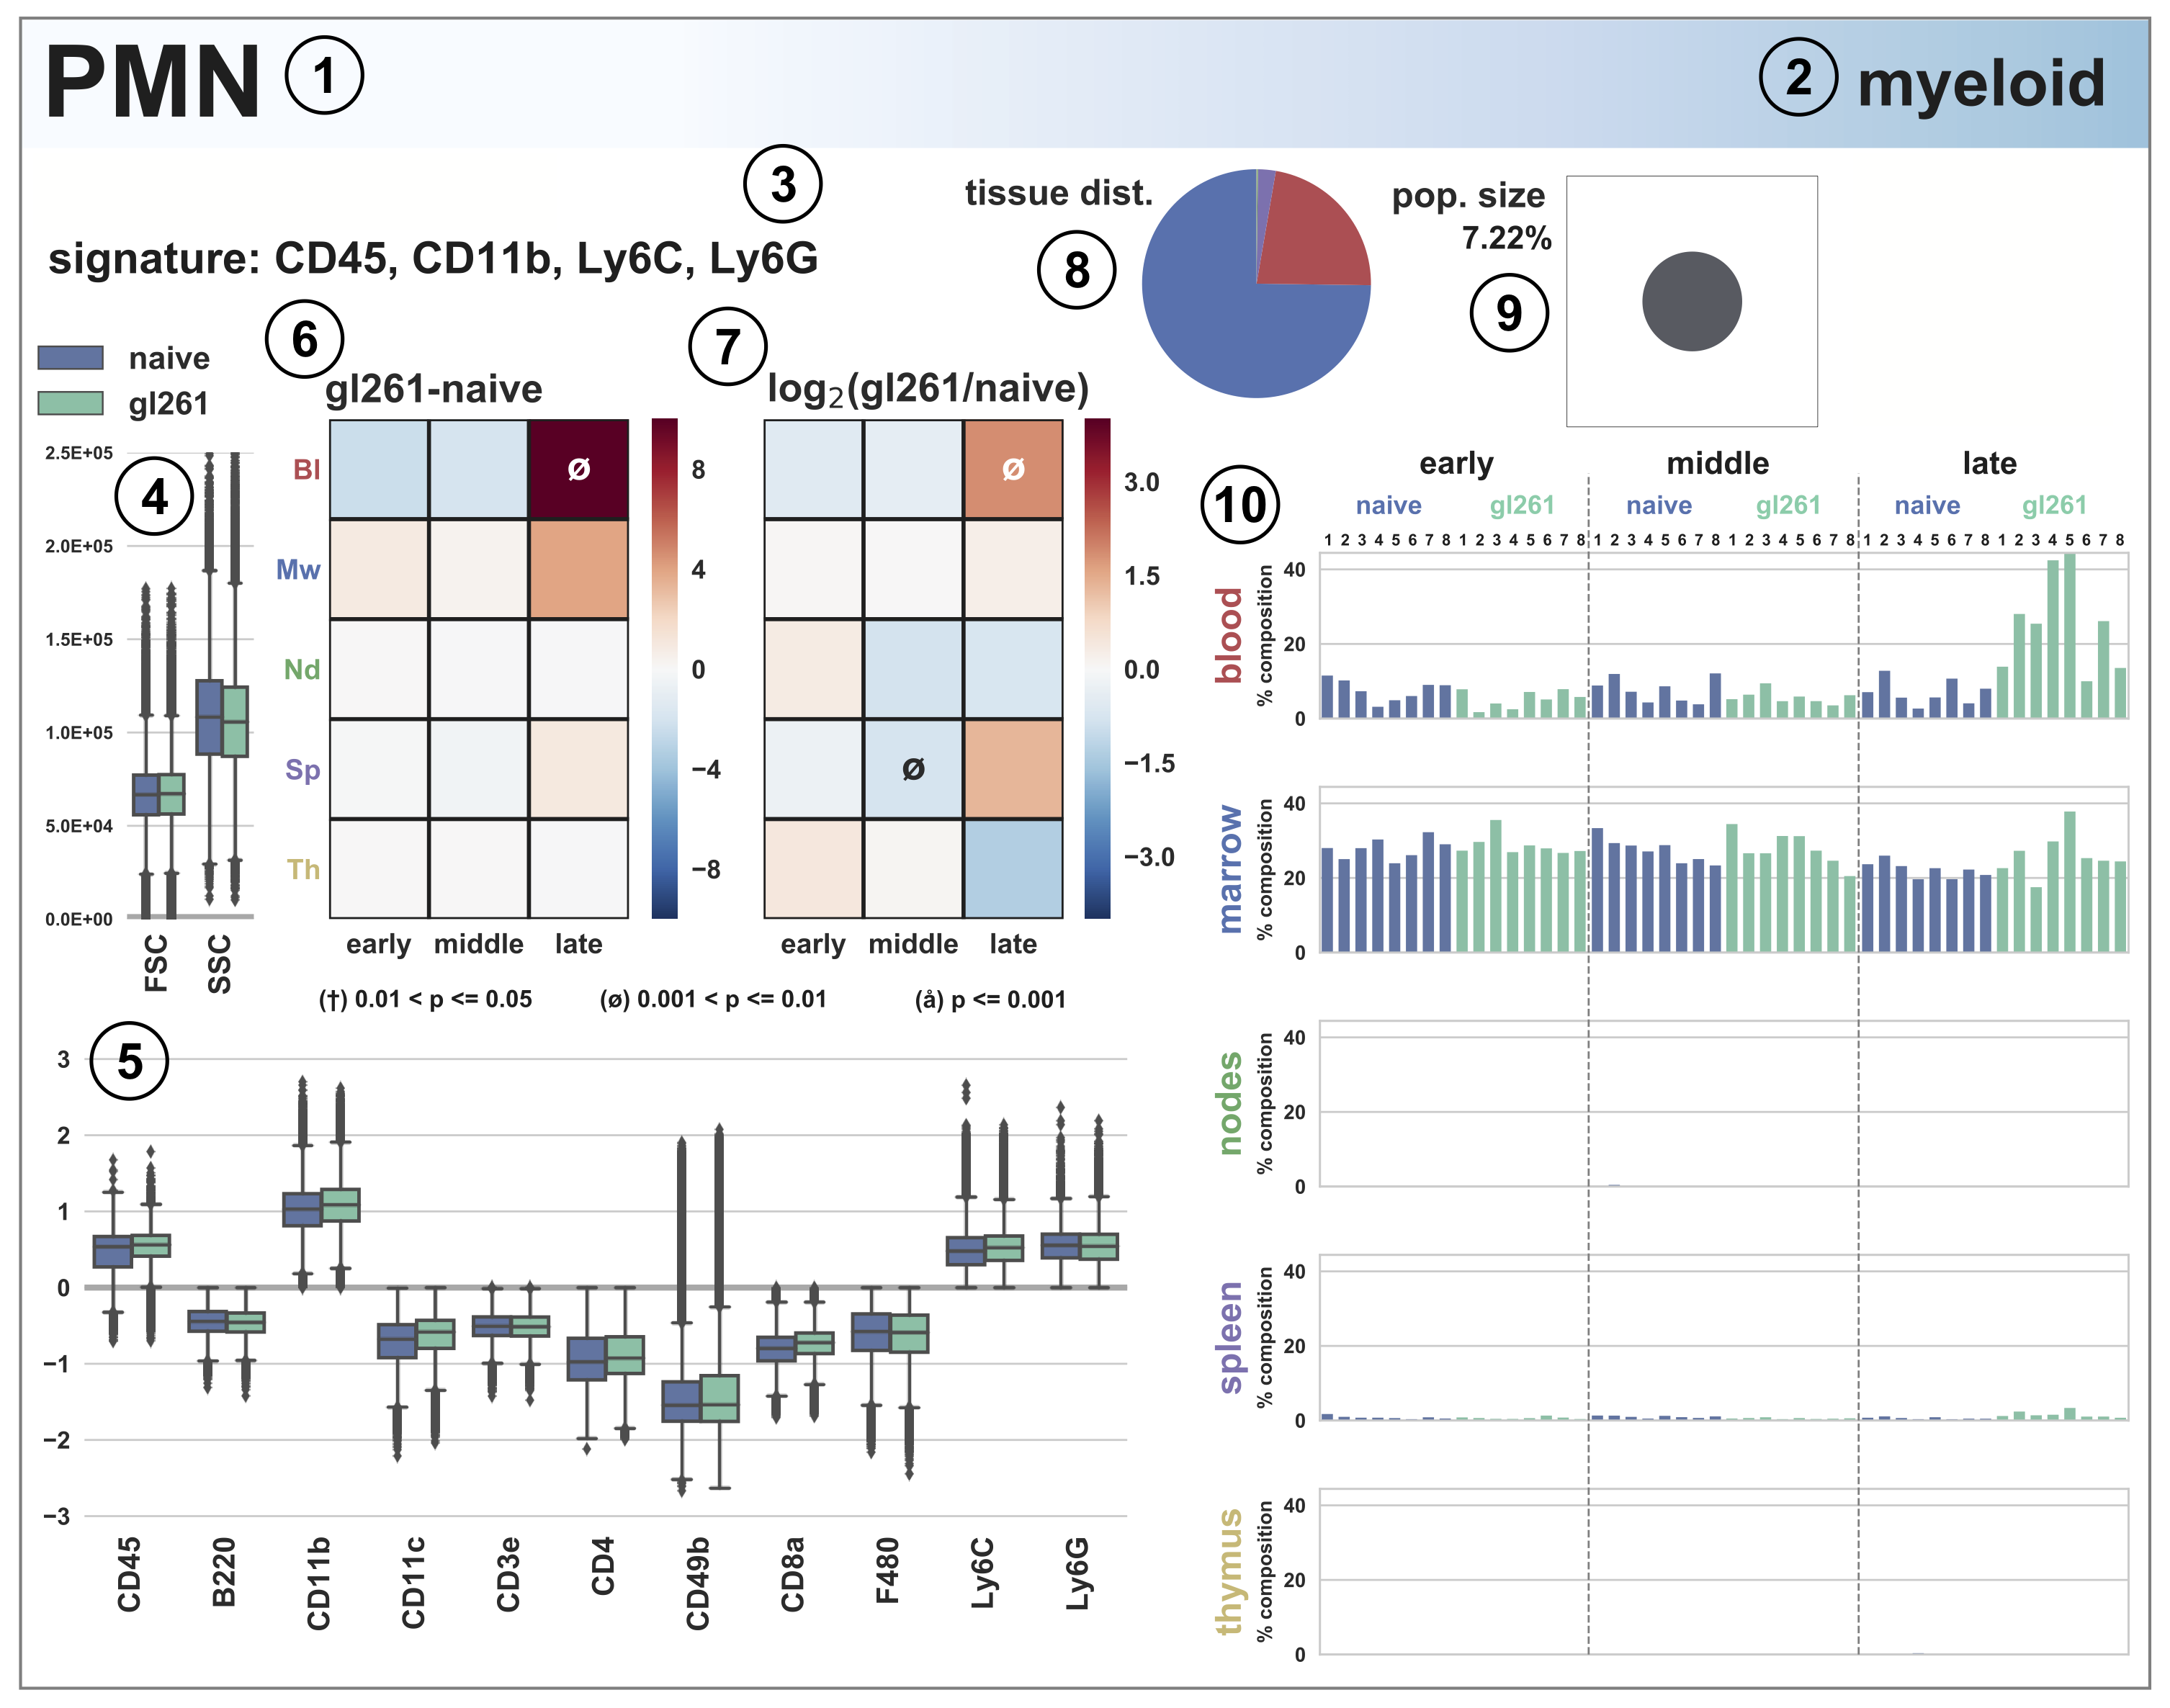 PMN 1 2 myeloid
3
signature: CD45, CD11b, Ly6C, Ly6G
tissue dist.
8
pop. size
7.22%
9
naive
gl261
4
2.5E+05
2.0E+05
1.5E+05
1.0E+05
5.0E+04
0.0E+00
FSC
SSC
6
gl261-naive
Bl
Mw
Nd
Sp
Th
ø
8
4
0
−4
−8
early middle late
7
log2(gl261/naive)
ø
ø
3.0
1.5
0.0
−1.5
−3.0
early middle late
(†) 0.01 < p <= 0.05 (ø) 0.001 < p <= 0.01 (å) p <= 0.001
5
3
2
1
0
−1
−2
−3
CD45
B220
CD11b
CD11c
CD3e
CD4
CD49b
CD8a
F480
Ly6C
Ly6G
10
early middle late
naive gl261 naive gl261 naive gl261
1 2 3 4 5 6 7 8 1 2 3 4 5 6 7 8 1 2 3 4 5 6 7 8 1 2 3 4 5 6 7 8 1 2 3 4 5 6 7 8 1 2 3 4 5 6 7 8
blood
% composition
40
20
0
marrow
% composition
40
20
0
nodes
% composition
40
20
0
spleen
% composition
40
20
0
thymus
% composition
40
20
0